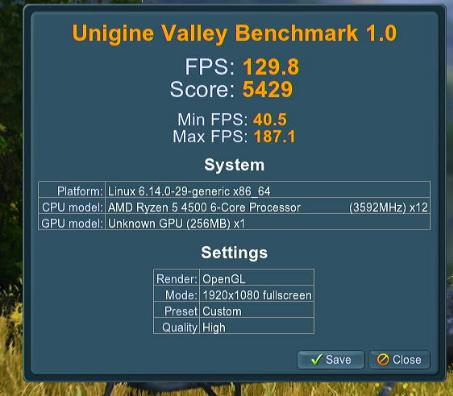 Unigine Valley Benchmark 1.0
FPS: 129.8
Score: 5429
Min FPS: 40.5
Max FPS: 187.1
System
Platform: Linux 6.14.0-29-generic x86_64
CPU model: AMD Ryzen 5 4500 6-Core Processor (3592MHz) x12
GPU model: Unknown GPU (256MB) x1
Settings
Render: OpenGL
Mode: 1920x1080 fullscreen
Preset Custom
Quality High
Save Close